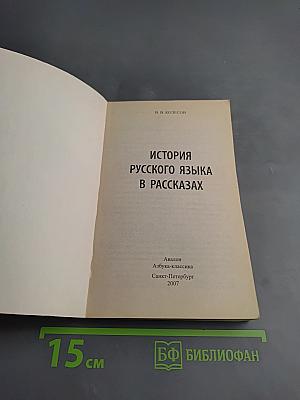 В. В. КОЛЕСОВ
ИСТОРИЯ
РУССКОГО ЯЗЫКА
В РАССКАЗАХ
Авалон
Азбука-классика
Санкт-Петербург
2007
15 см
БФ БИБЛИОФАН